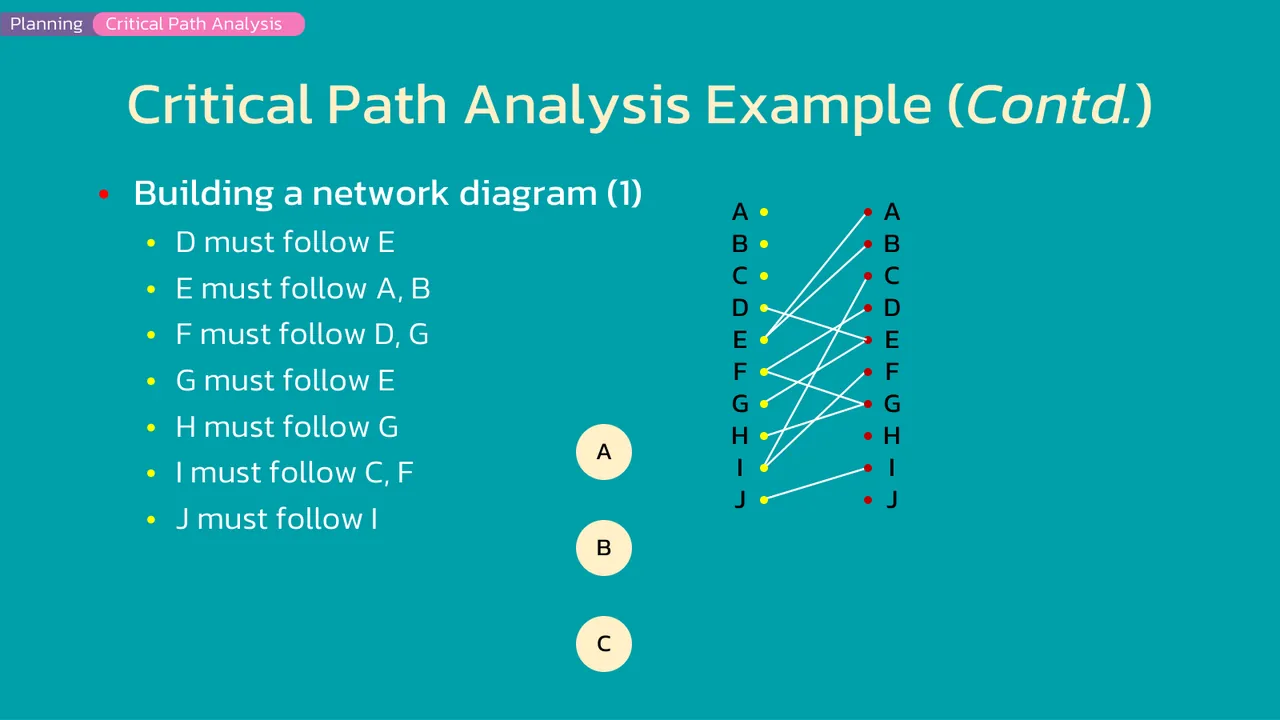 Planning
Critical Path Analysis
Critical Path Analysis Example (Contd.)
Building a network diagram (1)
D must follow E
E must follow A, B
F must follow D, G
G must follow E
H must follow G
I must follow C, F
J must follow I
A
B
C
A A
B B
C C
D D
E E
F F
G G
H H
I I
J J